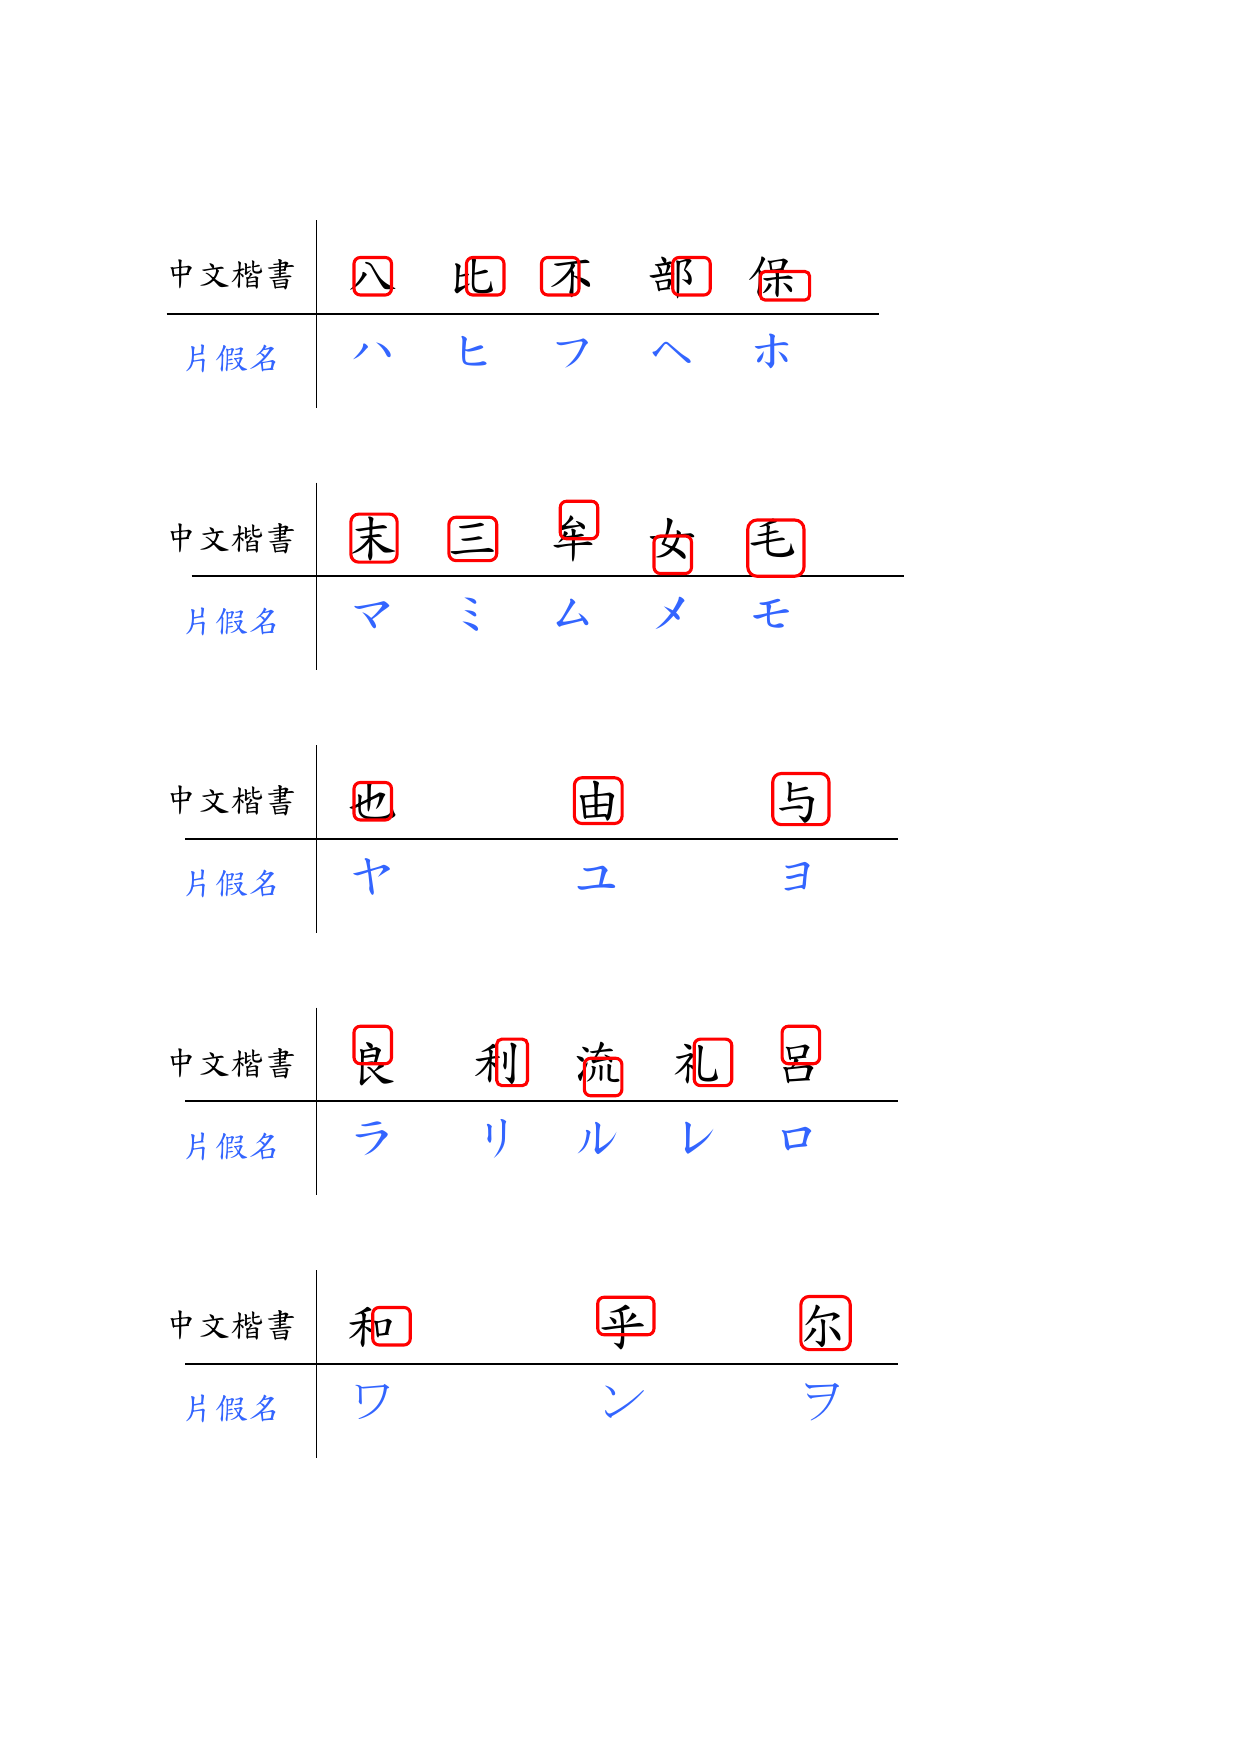 中文楷書 八 比 不 部 保
片假名 ハ ヒ フ ヘ ホ
中文楷書 末 三 牟 女 毛
片假名 マ ミ ム メ モ
中文楷書 也 由 与
片假名 ヤ ユ ヨ
中文楷書 良 利 流 礼 呂
片假名 ラ リ ル レ ロ
中文楷書 和 乎 尔
片假名 ワ ン ヲ